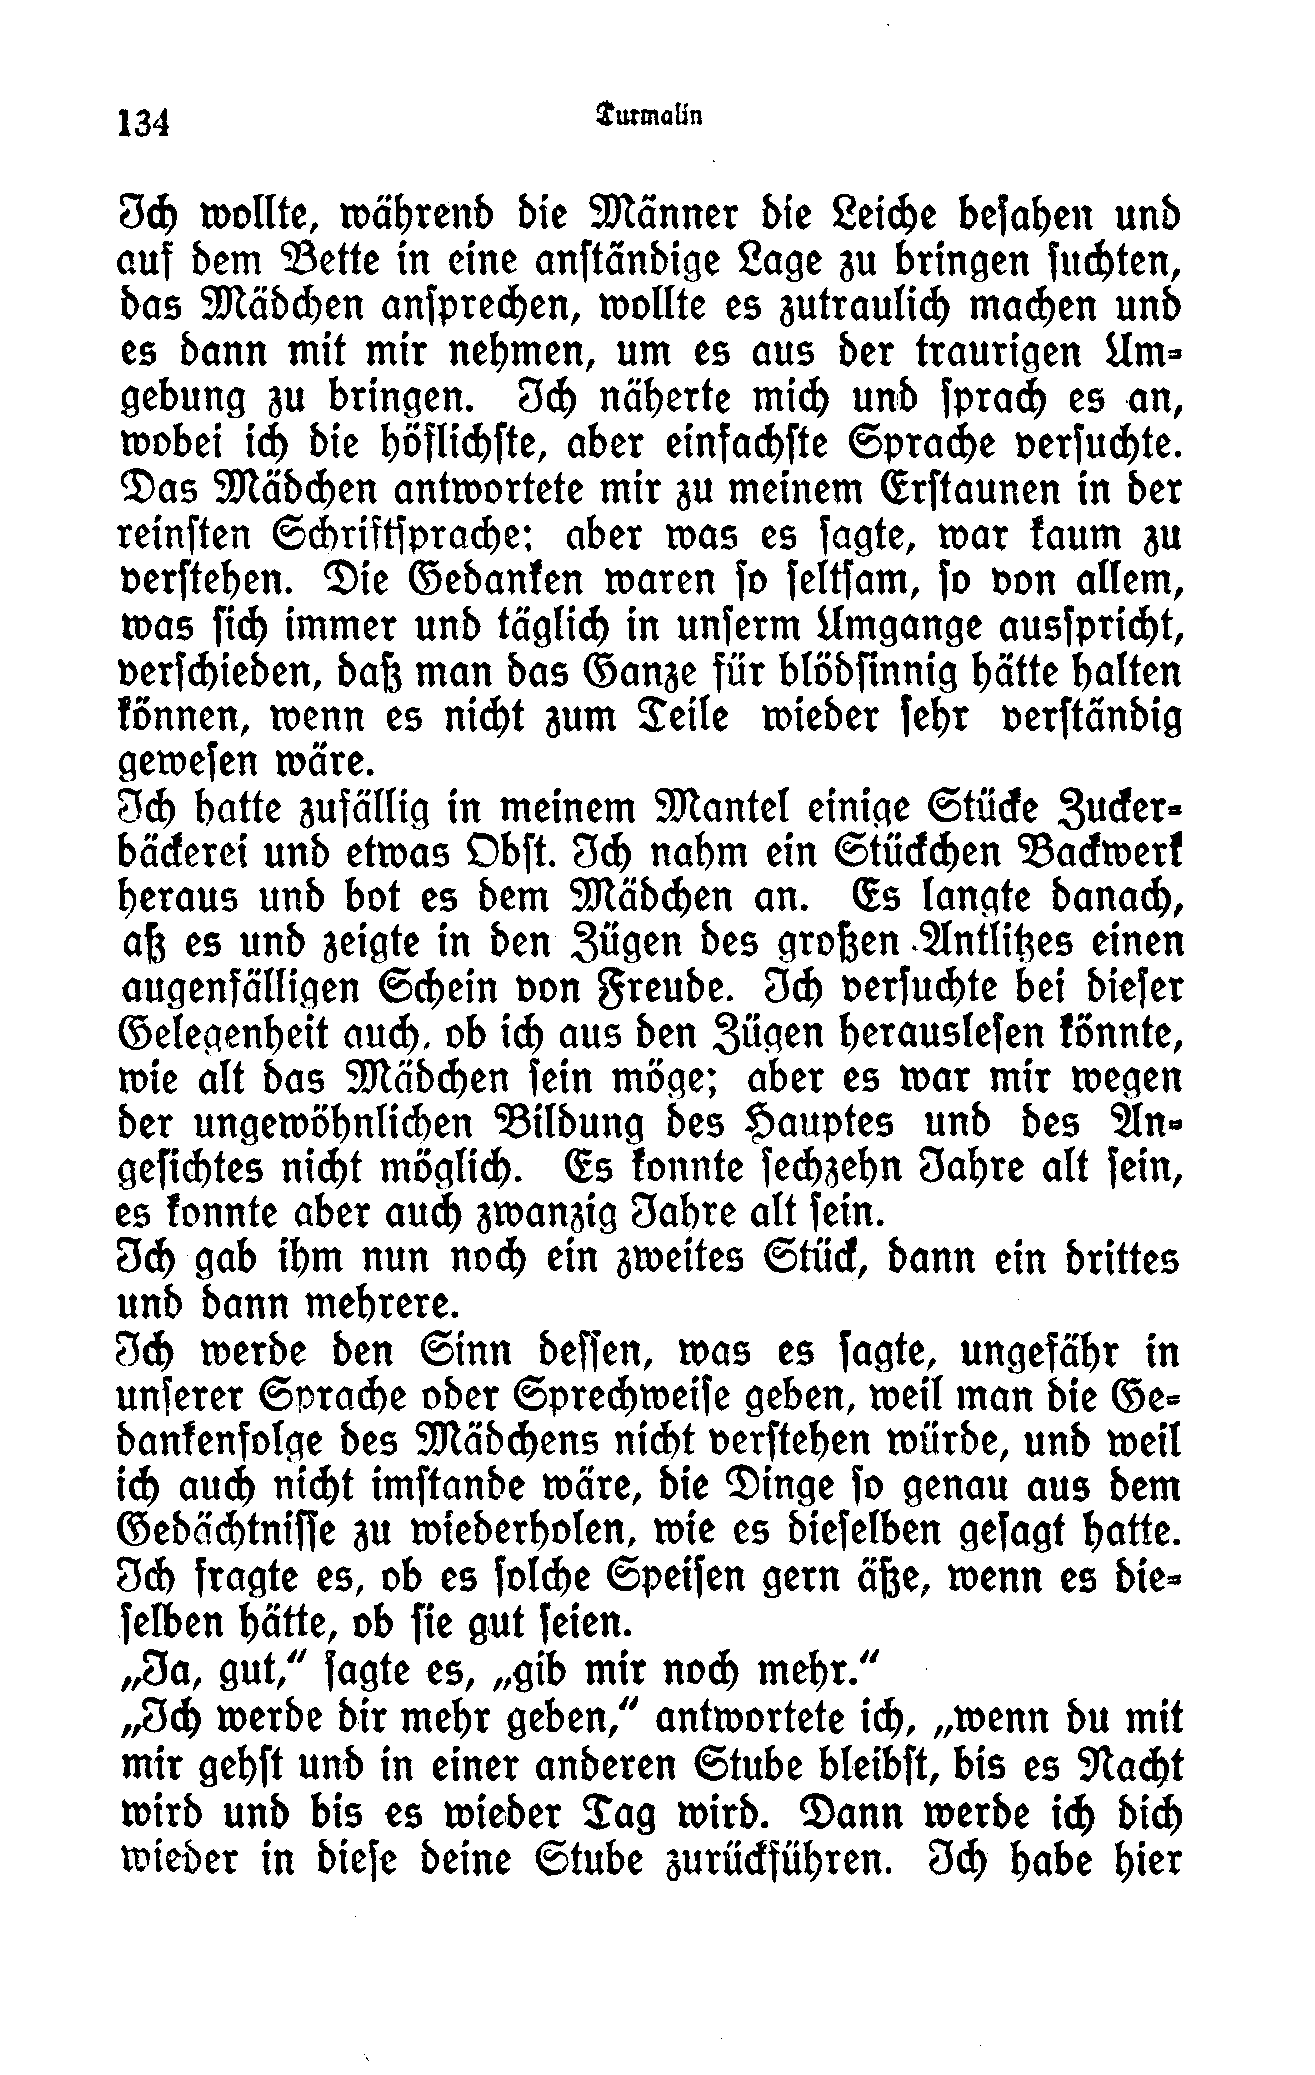 134
Turmalin
Ich wollte, während die Männer die Leiche besahen und
auf dem Bette in eine anständige Lage zu bringen suchten,
das Mädchen ansprechen, wollte es zutraulich machen und
es dann mit mir nehmen, um es aus der traurigen Um-
gebung zu bringen. Ich näherte mich und sprach es an,
wobei ich die höflichste, aber einfachste Sprache versuchte.
Das Mädchen antwortete mir zu meinem Erstaunen in der
reinsten Schriftsprache; aber was es sagte, war kaum zu
verstehen. Die Gedanken waren so seltsam, so von allem,
was sich immer und täglich in unserm Umgange ausspricht,
verschieden, daß man das Ganze für blödsinnig hätte halten
können, wenn es nicht zum Teile wieder sehr verständig
gewesen wäre.
Ich hatte zufällig in meinem Mantel einige Stücke Zucker-
bäckerei und etwas Obst. Ich nahm ein Stückchen Backwerk
heraus und bot es dem Mädchen an. Es langte danach,
aß es und zeigte in den Zügen des großen Antlitzes einen
augenfälligen Schein von Freude. Ich versuchte bei dieser
Gelegenheit auch, ob ich aus den Zügen herauslesen könnte,
wie alt das Mädchen sein möge; aber es war mir wegen
der ungewöhnlichen Bildung des Hauptes und des An-
gesichtes nicht möglich. Es konnte sechzehn Jahre alt sein,
es konnte aber auch zwanzig Jahre alt sein.
Ich gab ihm nun noch ein zweites Stück, dann ein drittes
und dann mehrere.
Ich werde den Sinn dessen, was es sagte, ungefähr in
unserer Sprache oder Sprechweise geben, weil man die Ge-
dankenfolge des Mädchens nicht verstehen würde, und weil
ich auch nicht imstande wäre, die Dinge so genau aus dem
Gedächtnisse zu wiederholen, wie es dieselben gesagt hatte.
Ich fragte es, ob es solche Speisen gern äße, wenn es die-
selben hätte, ob sie gut seien.
„Ja, gut,“ sagte es, „gib mir noch mehr.“
„Ich werde dir mehr geben,“ antwortete ich, „wenn du mit
mir gehst und in einer anderen Stube bleibst, bis es Nacht
wird und bis es wieder Tag wird. Dann werde ich dich
wieder in diese deine Stube zurückführen. Ich habe hier